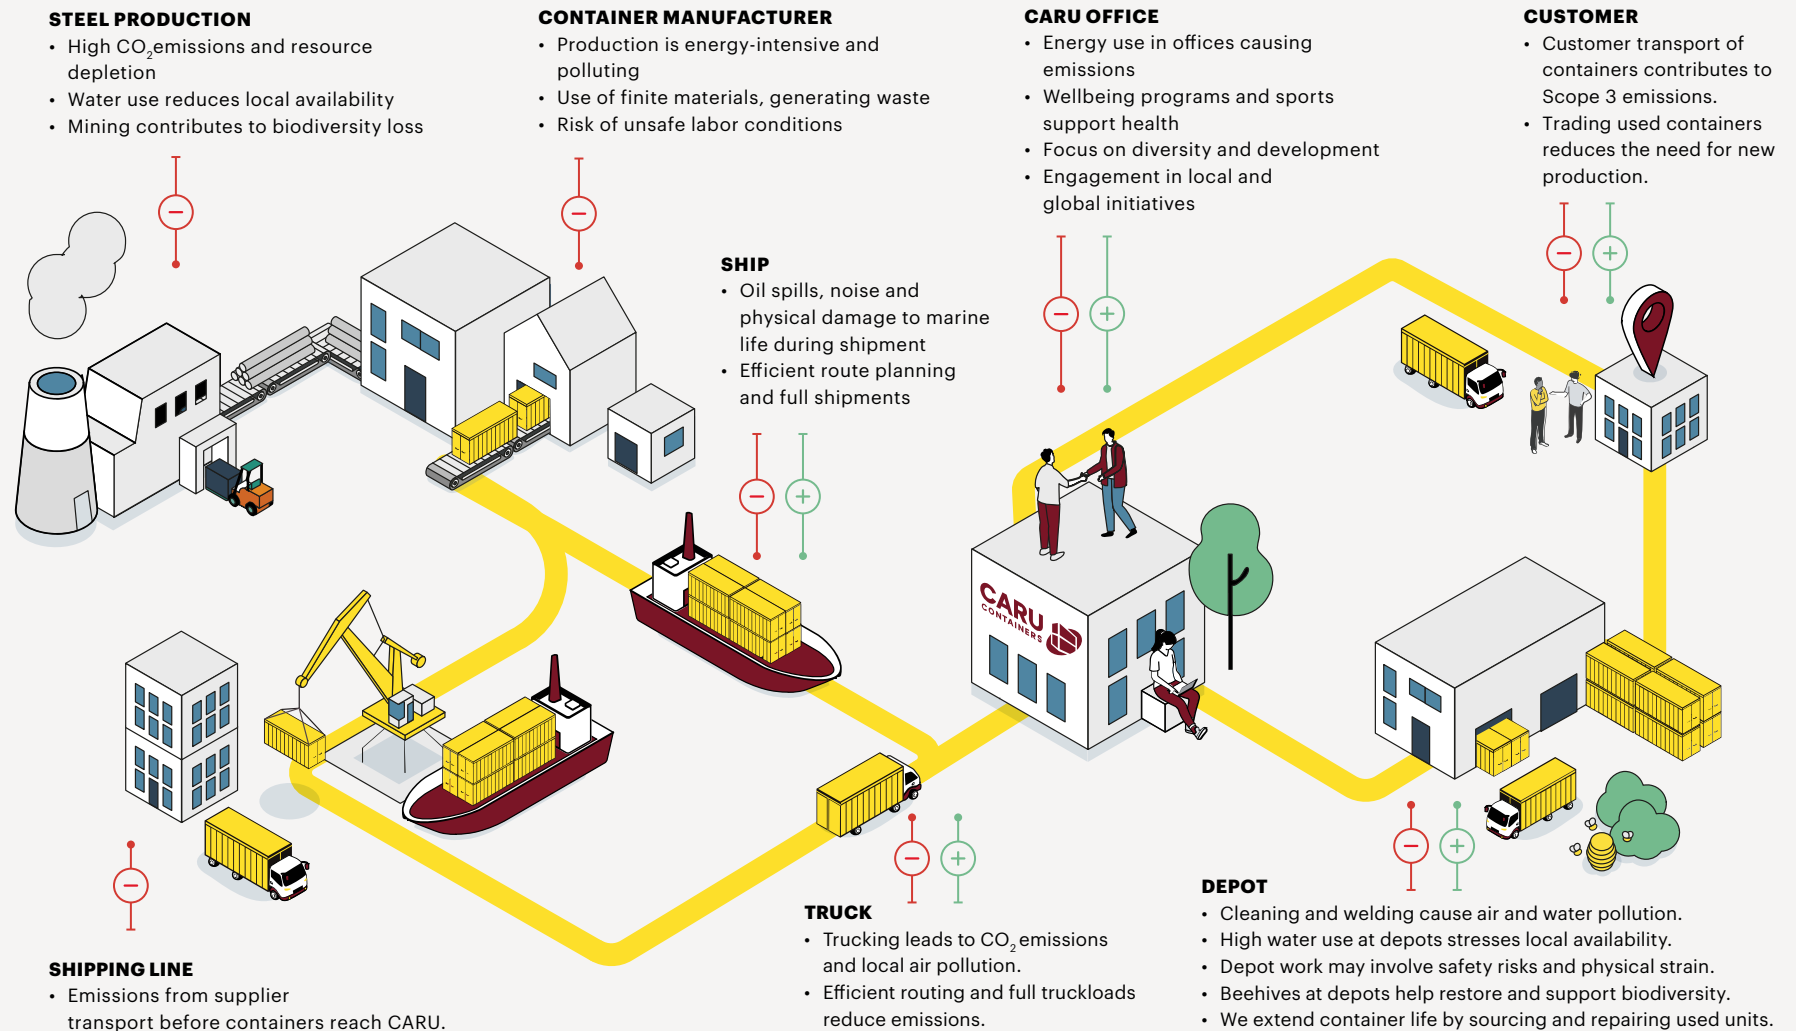 STEEL PRODUCTION
• High CO₂ emissions and resource
depletion
• Water use reduces local availability
• Mining contributes to biodiversity loss
CONTAINER MANUFACTURER
• Production is energy-intensive and
polluting
• Use of finite materials, generating waste
• Risk of unsafe labor conditions
CARU OFFICE
• Energy use in offices causing
emissions
• Wellbeing programs and sports
support health
• Focus on diversity and development
• Engagement in local and
global initiatives
CUSTOMER
• Customer transport of
containers contributes to
Scope 3 emissions.
• Trading used containers
reduces the need for new
production.
SHIP
• Oil spills, noise and
physical damage to marine
life during shipment
• Efficient route planning
and full shipments
CARU
CONTAINERS
SHIPPING LINE
• Emissions from supplier
transport before containers reach CARU.
TRUCK
• Trucking leads to CO₂ emissions
and local air pollution.
• Efficient routing and full truckloads
reduce emissions.
DEPOT
• Cleaning and welding cause air and water pollution.
• High water use at depots stresses local availability.
• Depot work may involve safety risks and physical strain.
• Beehives at depots help restore and support biodiversity.
• We extend container life by sourcing and repairing used units.